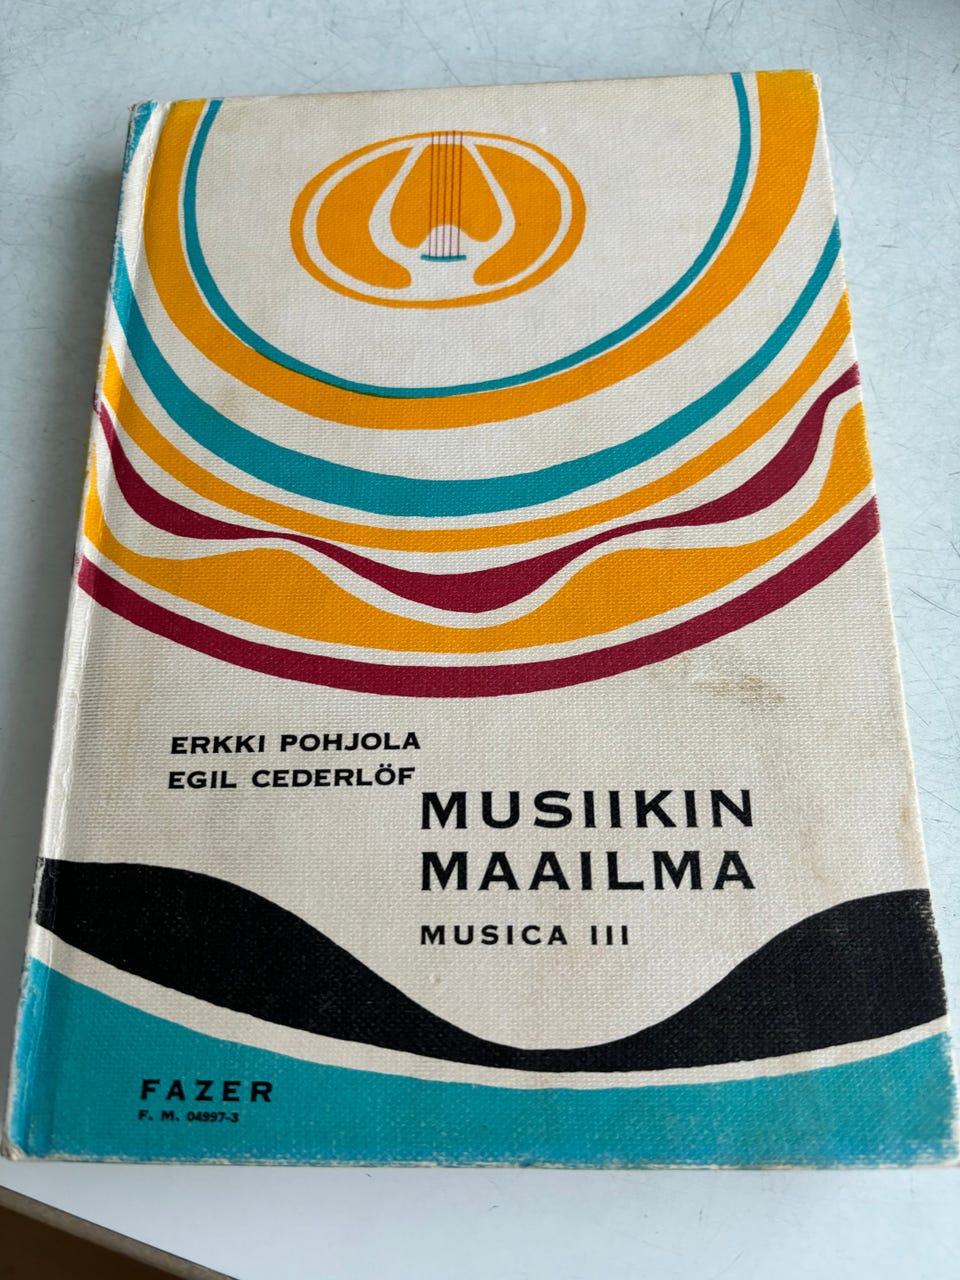 ERKKI POHJOLA
EGIL CEDERLÖF
MUSIIKIN
MAAILMA
MUSICA III
FAZER
F. M. 04997-3